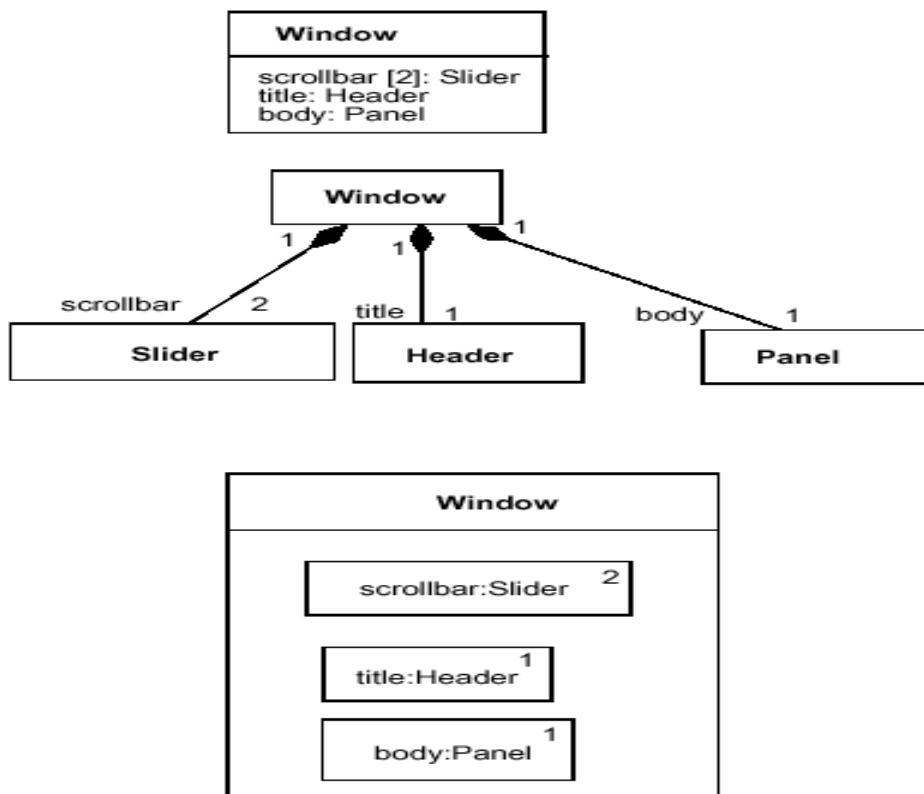 Window
scrollbar [2]: Slider
title: Header
body: Panel
Window
1
1
1
scrollbar
2
title
1
body
1
Slider
Header
Panel
Window
scrollbar:Slider 2
title:Header 1
body:Panel 1